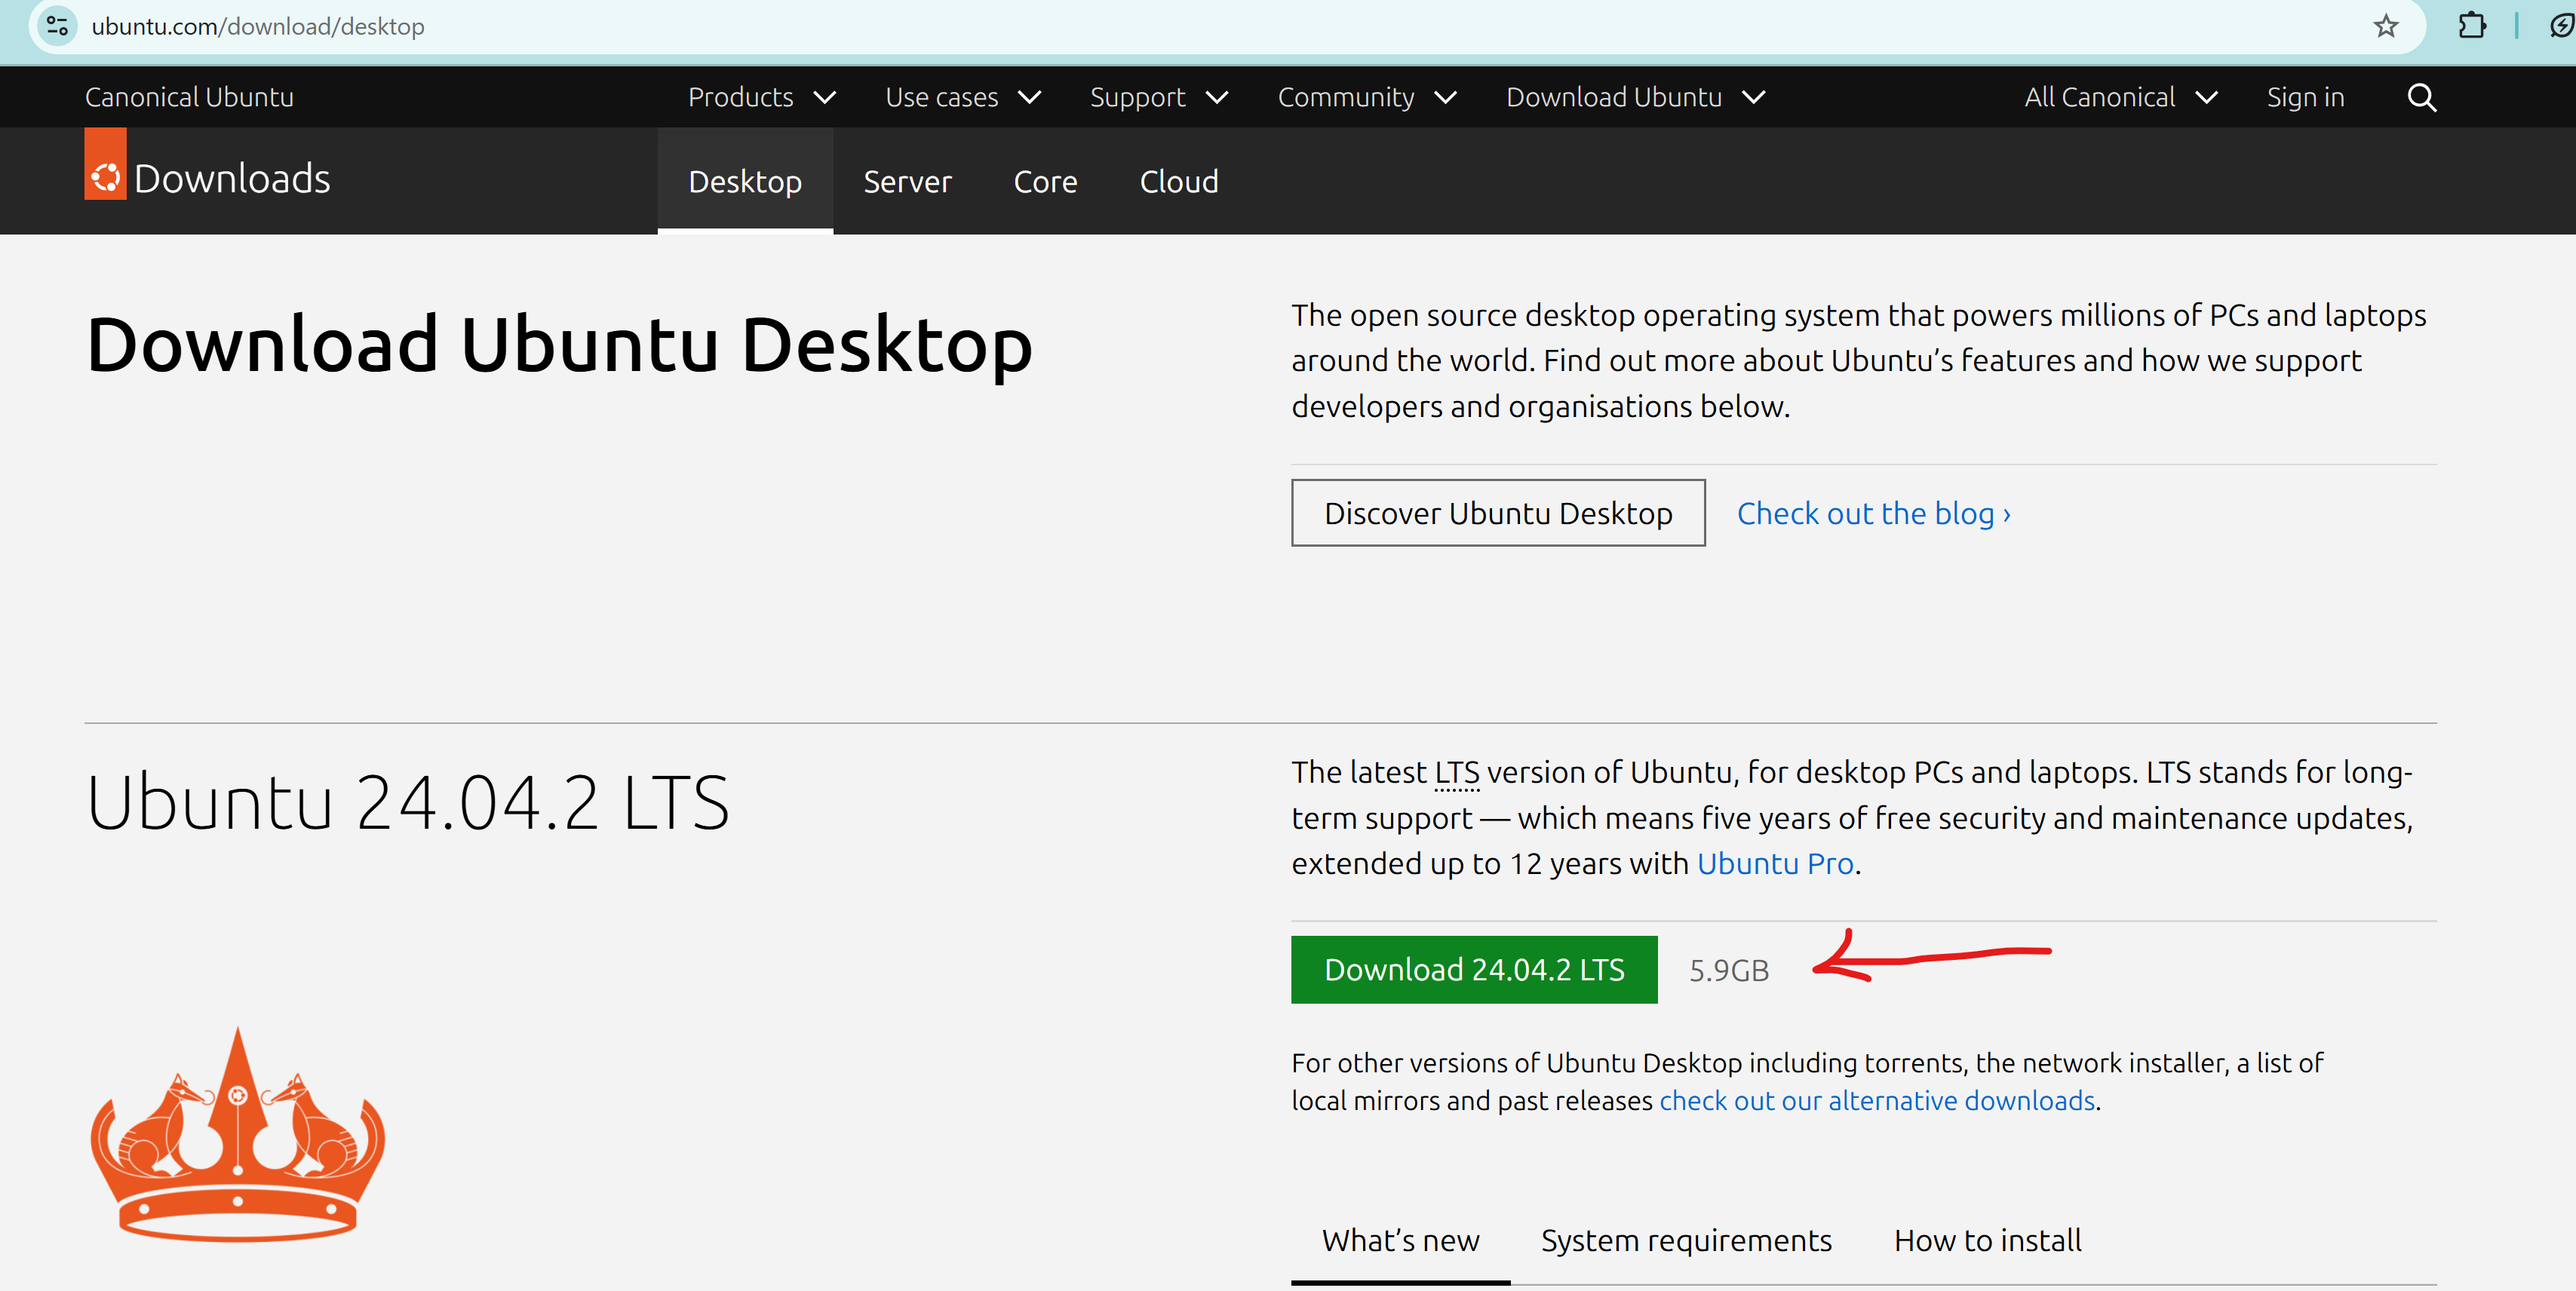 ubuntu.com/download/desktop
Canonical Ubuntu
Products
Use cases
Support
Community
Download Ubuntu
All Canonical
Sign in
Downloads
Desktop
Server
Core
Cloud
Download Ubuntu Desktop
The open source desktop operating system that powers millions of PCs and laptops
around the world. Find out more about Ubuntu’s features and how we support
developers and organisations below.
Discover Ubuntu Desktop
Check out the blog ›
Ubuntu 24.04.2 LTS
The latest LTS version of Ubuntu, for desktop PCs and laptops. LTS stands for long-
term support — which means five years of free security and maintenance updates,
extended up to 12 years with Ubuntu Pro.
Download 24.04.2 LTS
5.9GB
For other versions of Ubuntu Desktop including torrents, the network installer, a list of
local mirrors and past releases check out our alternative downloads.
What’s new
System requirements
How to install